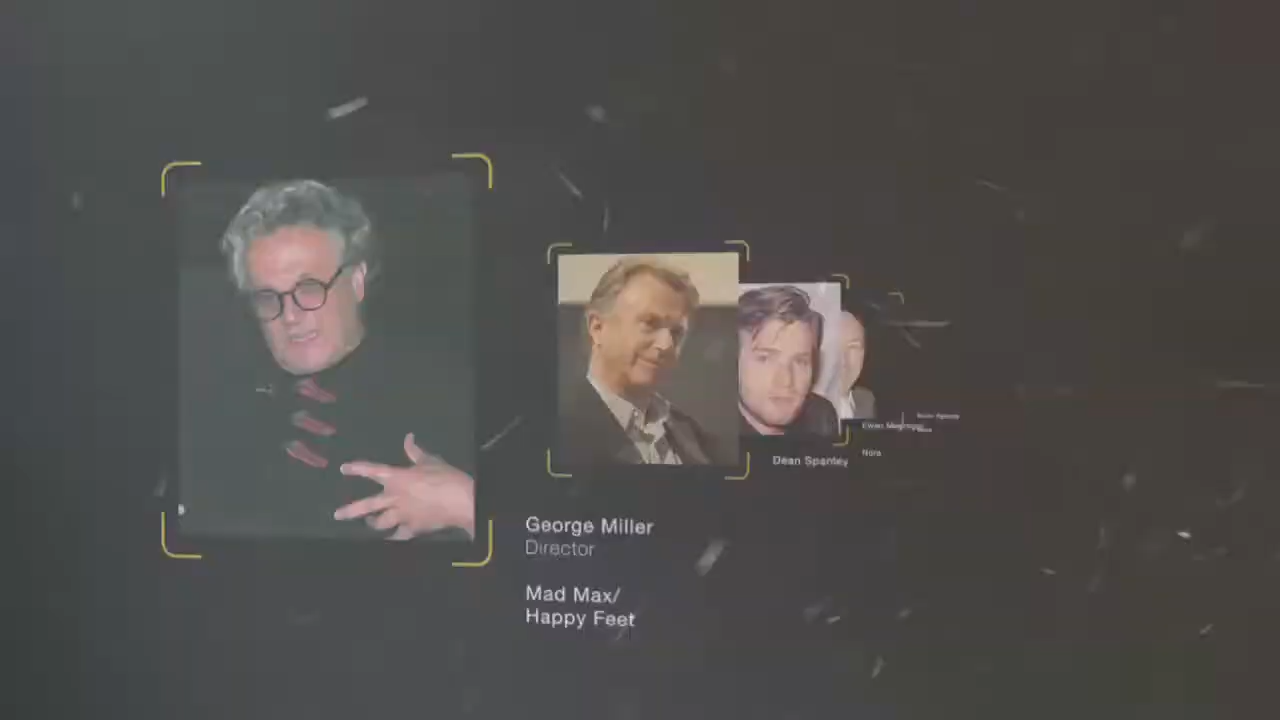 George Miller
Director
Mad Max/
Happy Feet
Dean Spanley
Nora